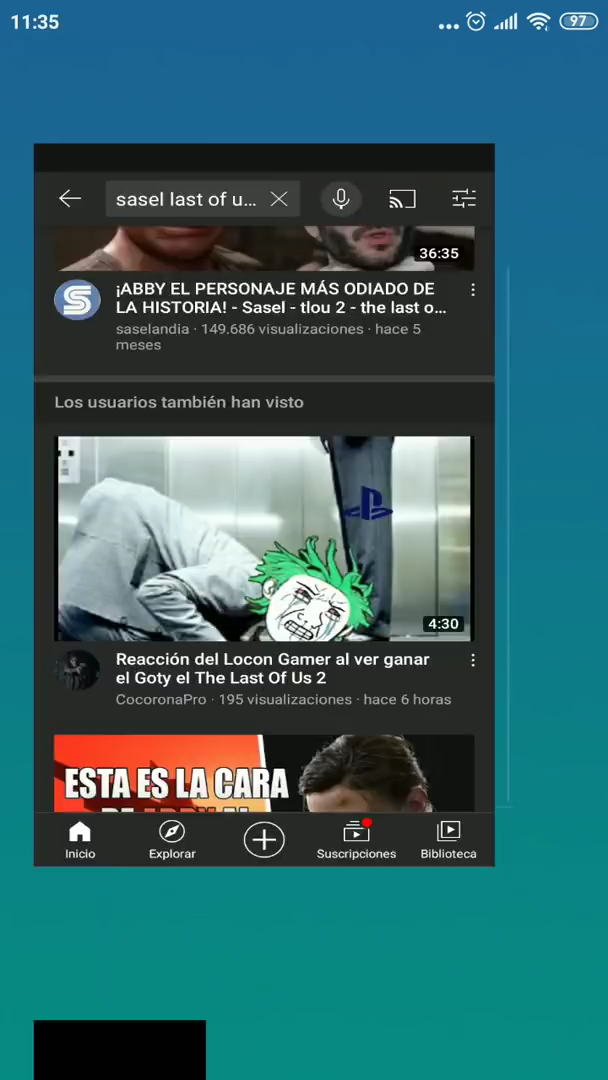 11:35
97
sasel last of u...
36:35
¡ABBY EL PERSONAJE MÁS ODIADO DE
LA HISTORIA! - Sasel - tlou 2 - the last o...
saselandia · 149.686 visualizaciones · hace 5
meses
Los usuarios también han visto
4:30
Reacción del Locon Gamer al ver ganar
el Goty el The Last Of Us 2
CocoronaPro · 195 visualizaciones · hace 6 horas
ESTA ES LA CARA
Inicio
Explorar
Suscripciones
Biblioteca